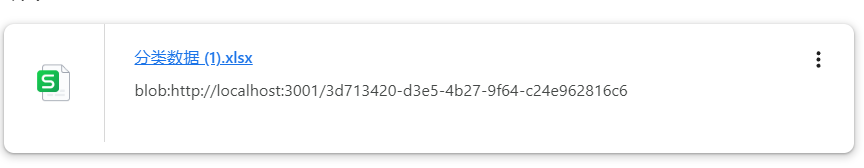 分类数据 (1).xlsx
blob:http://localhost:3001/3d713420-d3e5-4b27-9f64-c24e962816c6